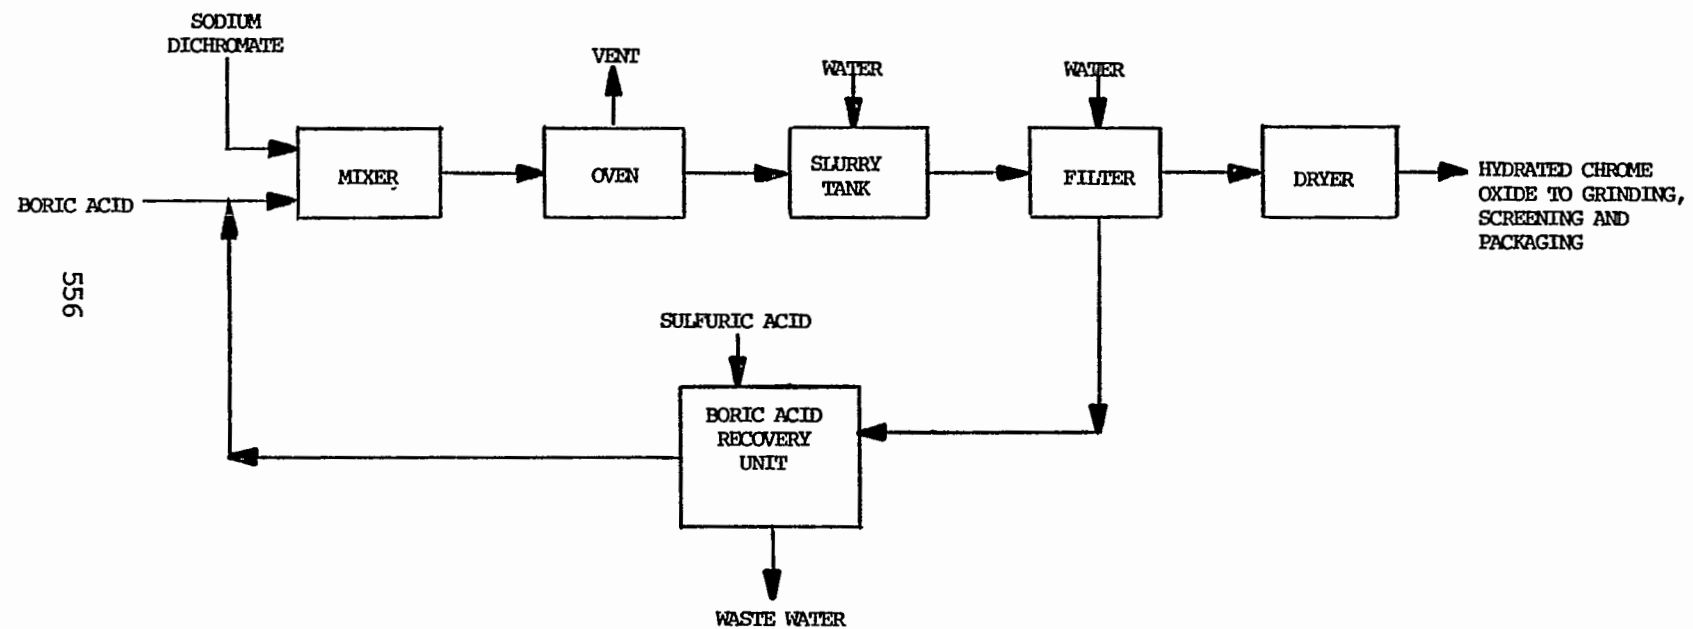 SODIUM
DICHROMATE
VENT
WATER
WATER
MIXER
OVEN
SLURRY
TANK
FILTER
DRYER
HYDRATED CHROME
OXIDE TO GRINDING,
SCREENING AND
PACKAGING
BORIC ACID
556
SULFURIC ACID
BORIC ACID
RECOVERY
UNIT
WASTE WATER